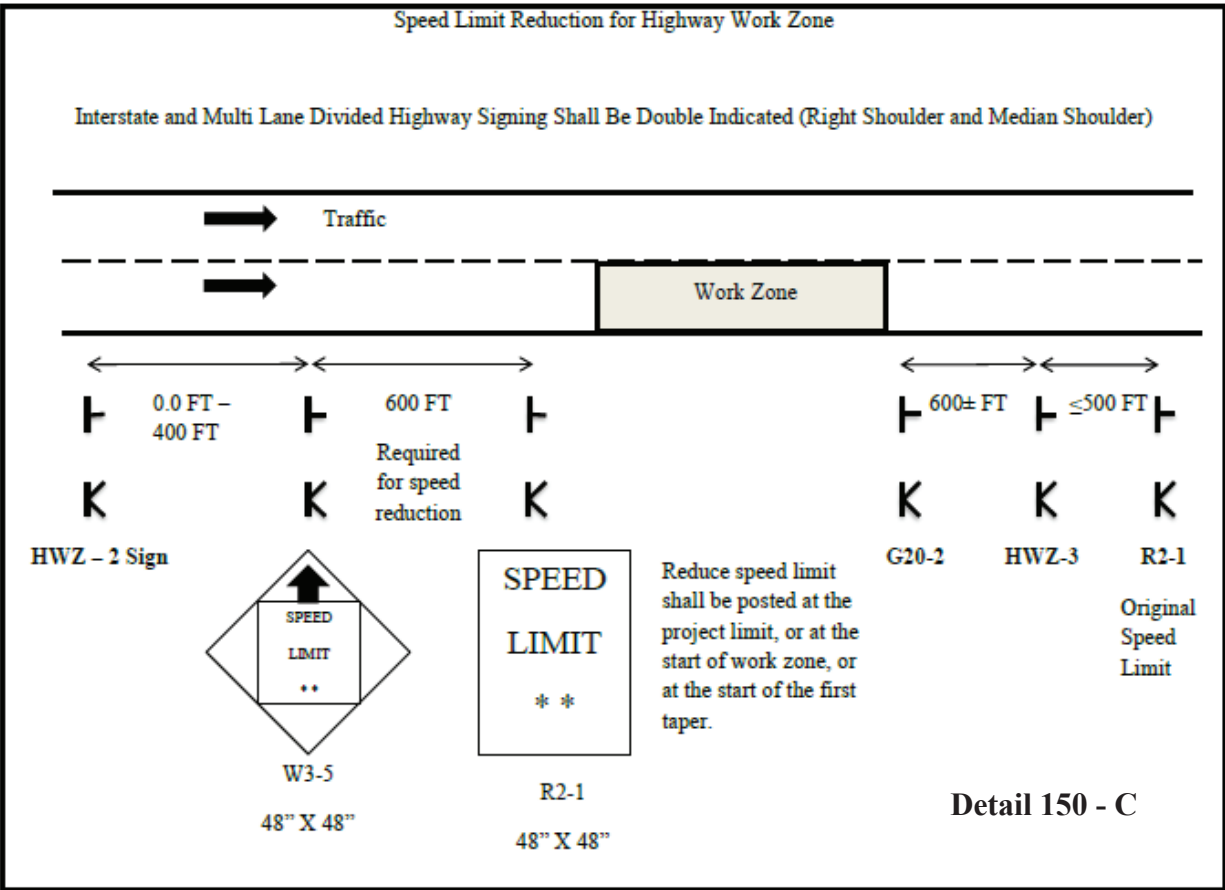 Speed Limit Reduction for Highway Work Zone
Interstate and Multi Lane Divided Highway Signing Shall Be Double Indicated (Right Shoulder and Median Shoulder)
Traffic
Work Zone
0.0 FT –
400 FT
600 FT
Required
for speed
reduction
600± FT
≤500 FT
HWZ – 2 Sign
SPEED
LIMIT
**
W3-5
48” X 48”
SPEED
LIMIT
* *
R2-1
48” X 48”
Reduce speed limit
shall be posted at the
project limit, or at the
start of work zone, or
at the start of the first
taper.
G20-2
HWZ-3
R2-1
Original
Speed
Limit
Detail 150 - C